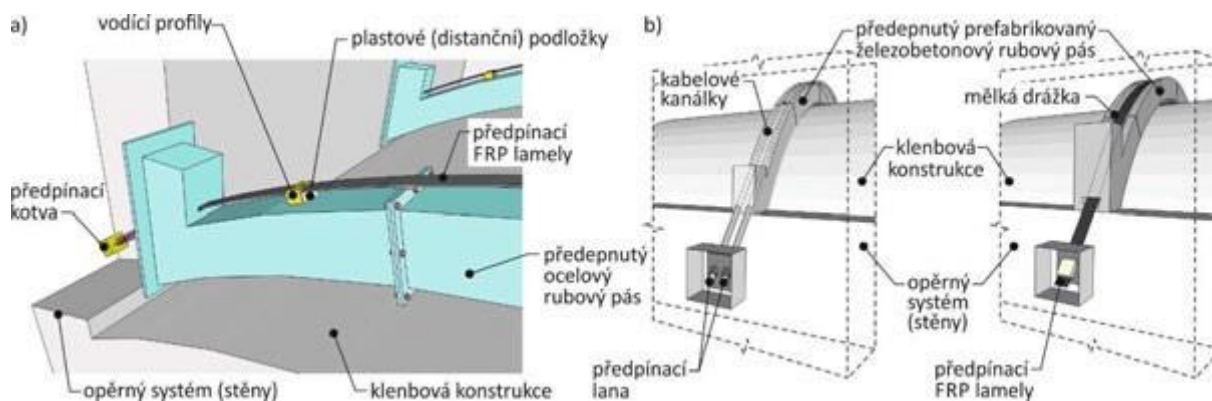 a)
vodící profily
plastové (distanční) podložky
předpínací
FRP lamely
předpínací
kotva
předepnutý
ocelový
rubový pás
opěrný systém (stěny)
klenbová konstrukce
b)
předepnutý prefabrikovaný
železobetonový rubový pás
kabelové
kanálky
mělká drážka
klenbová
konstrukce
opěrný
systém
(stěny)
předpínací
lana
předpínací
FRP lamely